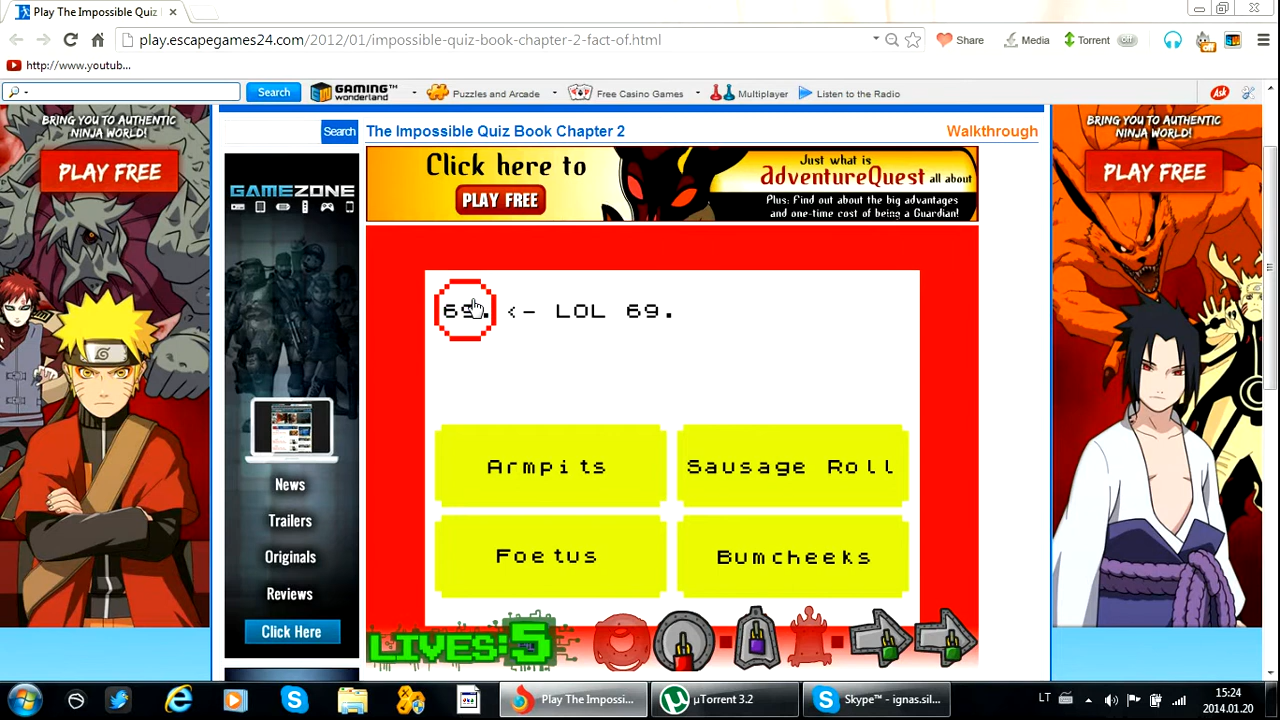 Play The Impossible Quiz
play.escapegames24.com/2012/01/impossible-quiz-book-chapter-2-fact-of.html
Share
Media
Torrent
off
off
http://www.youtub...
Search
GAMING wonderland™
Puzzles and Arcade
Free Casino Games
Multiplayer
Listen to the Radio
Ask
BRING YOU TO AUTHENTIC
NINJA WORLD!
PLAY FREE
Search
The Impossible Quiz Book Chapter 2
Walkthrough
Click here to
PLAY FREE
Just what is
AdventureQuest all about
Plus: Find out about the big advantages
and one-time cost of being a Guardian!
BRING YOU TO AUTHENTIC
NINJA WORLD!
PLAY FREE
GAMEZONE
News
Trailers
Originals
Reviews
Click Here
69. <- LOL 69.
Armpits
Sausage Roll
Foetus
Bumcheeks
LIVES:5
Play The Impossi...
µTorrent 3.2
Skype™ - ignas.sil...
LT
15:24
2014.01.20